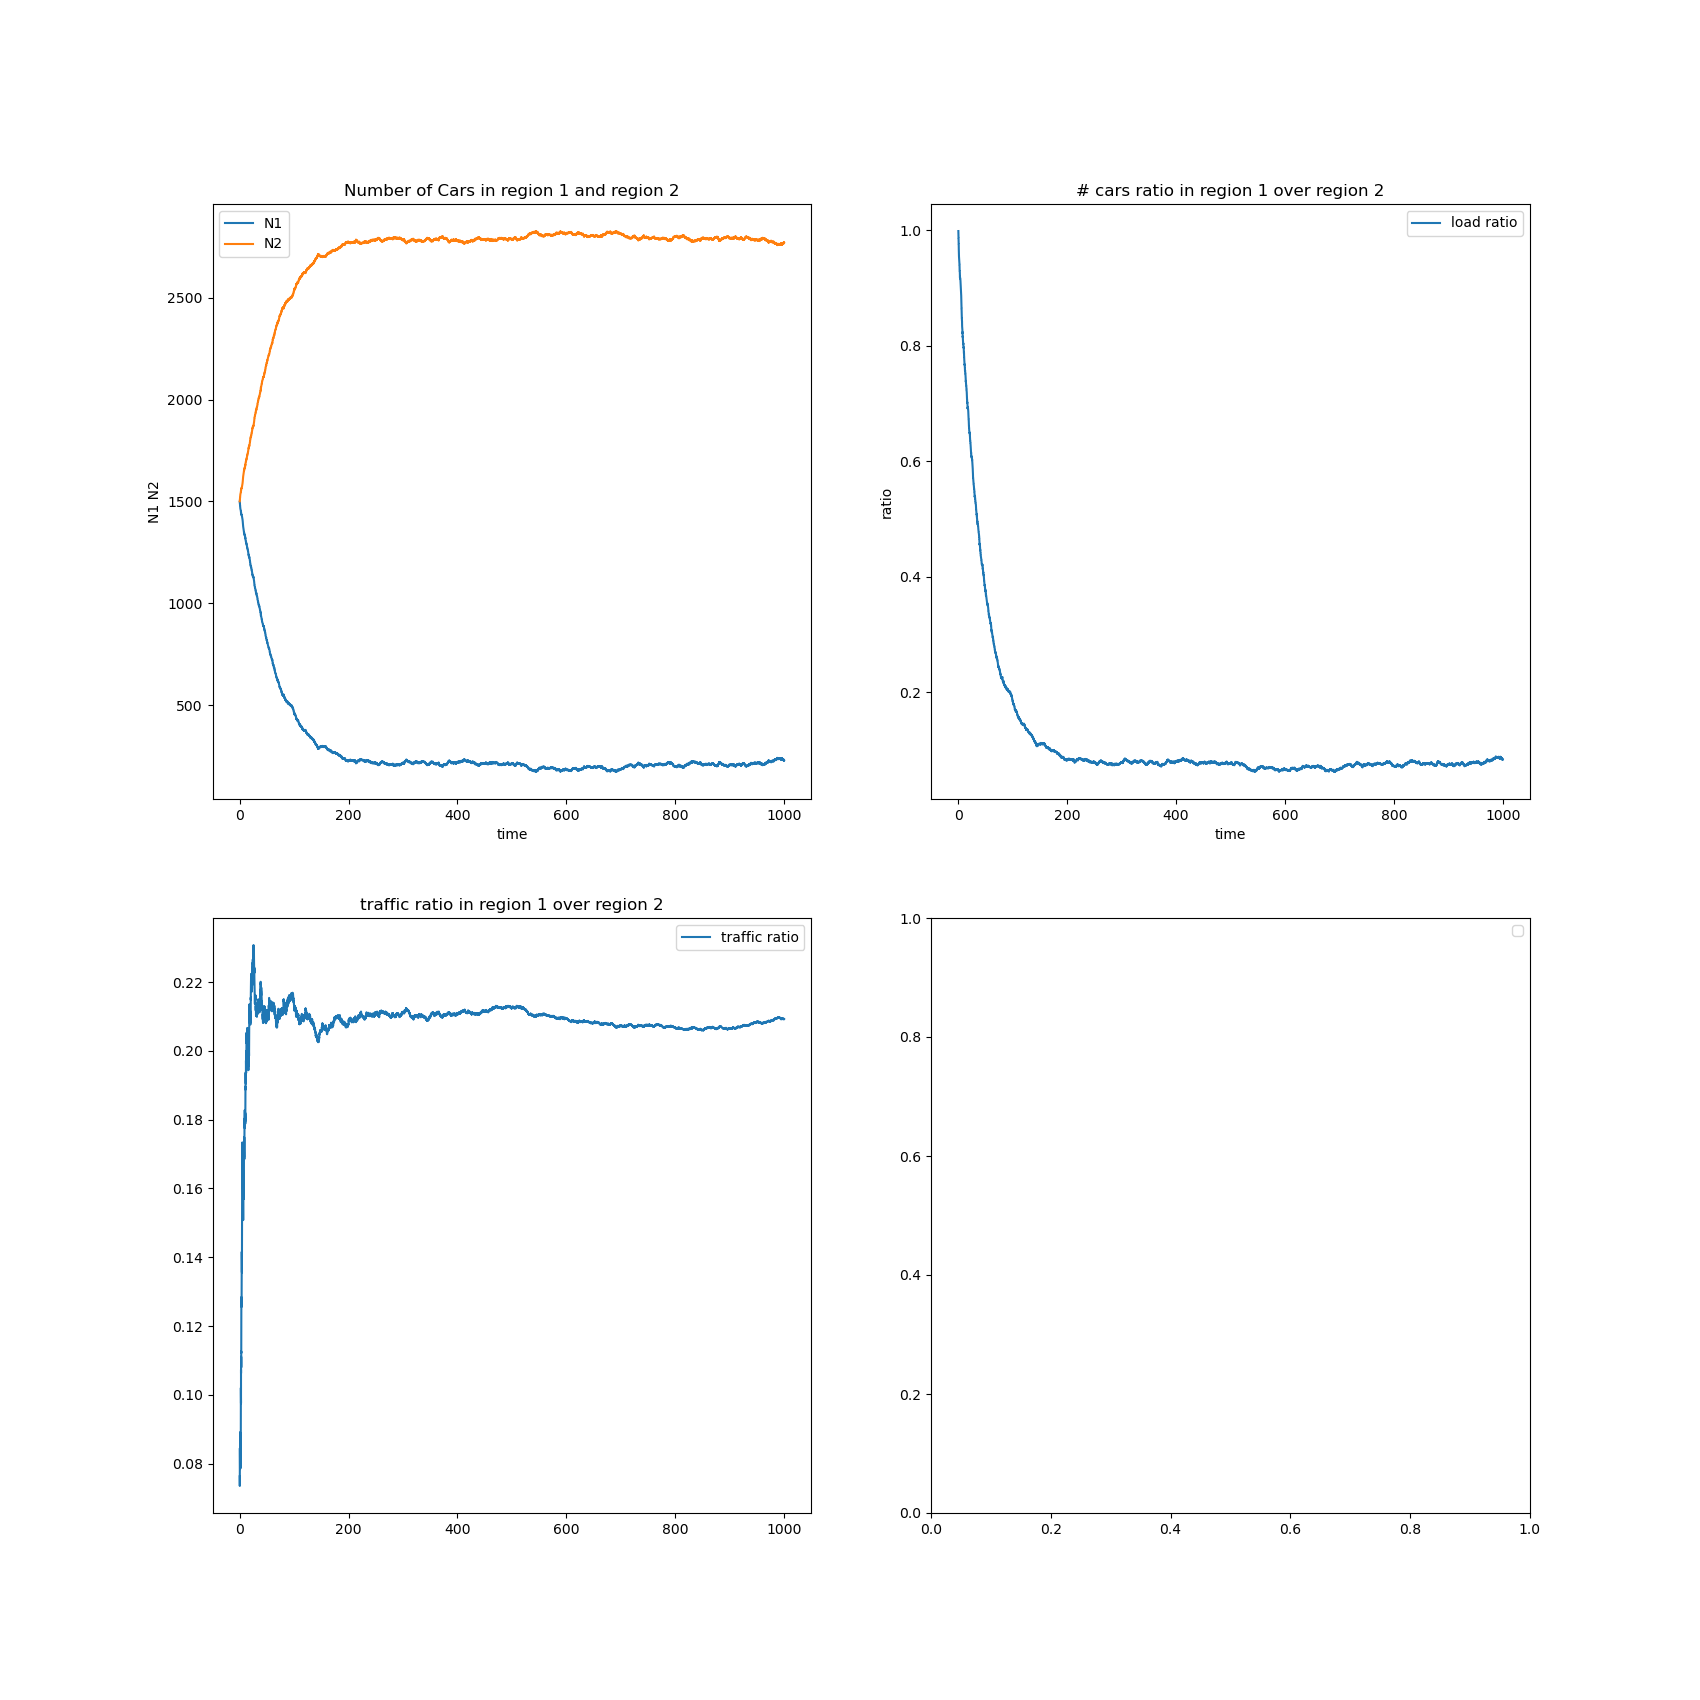 Number of Cars in region 1 and region 2
N1
N2
N1 N2
2500
2000
1500
1000
500
0 200 400 600 800 1000
time
# cars ratio in region 1 over region 2
load ratio
ratio
1.0
0.8
0.6
0.4
0.2
0 200 400 600 800 1000
time
traffic ratio in region 1 over region 2
traffic ratio
0.22
0.20
0.18
0.16
0.14
0.12
0.10
0.08
0 200 400 600 800 1000
1.0
0.8
0.6
0.4
0.2
0.0
0.0 0.2 0.4 0.6 0.8 1.0